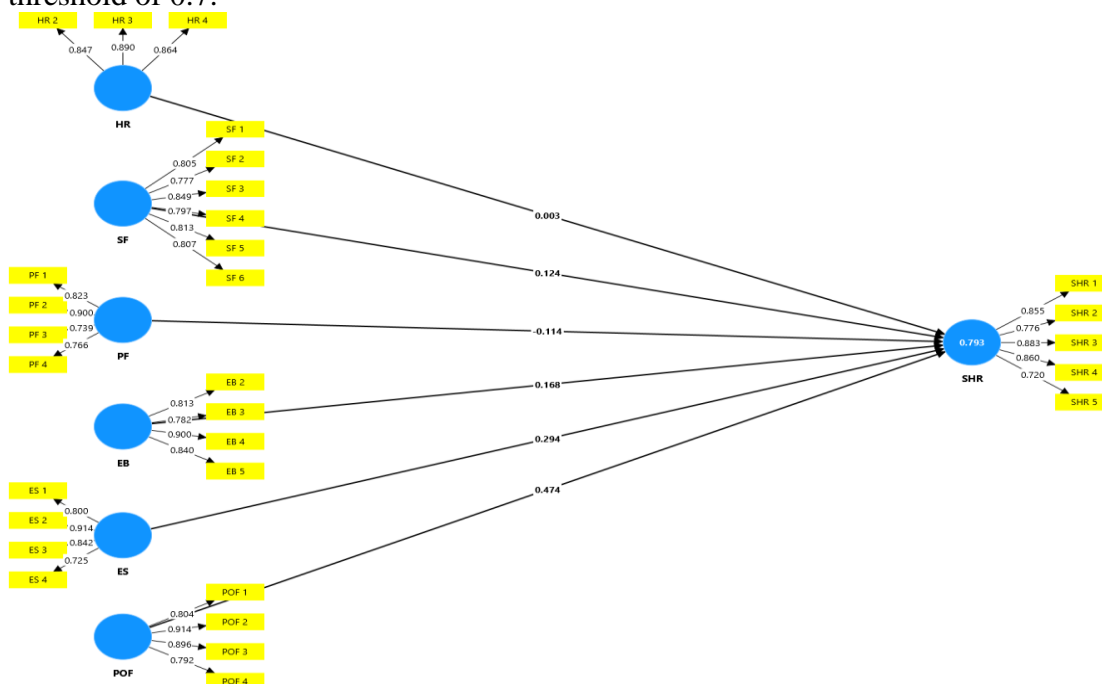 threshold of 0.7.
HR 2 HR 3 HR 4
0.847 0.890 0.864
HR
SF 1
SF 2
SF 3
SF 4
SF 5
SF 6
0.805
0.777
0.849
0.797
0.813
0.807
SF
PF 1
PF 2
PF 3
PF 4
0.823
0.900
0.739
0.766
PF
EB 2
EB 3
EB 4
EB 5
0.813
0.782
0.900
0.840
EB
ES 1
ES 2
ES 3
ES 4
0.800
0.914
0.842
0.725
ES
POF 1
POF 2
POF 3
POF 4
0.804
0.914
0.896
0.792
POF
0.003
0.124
-0.114
0.168
0.294
0.474
0.793
SHR
0.855
0.776
0.883
0.860
0.720
SHR 1
SHR 2
SHR 3
SHR 4
SHR 5